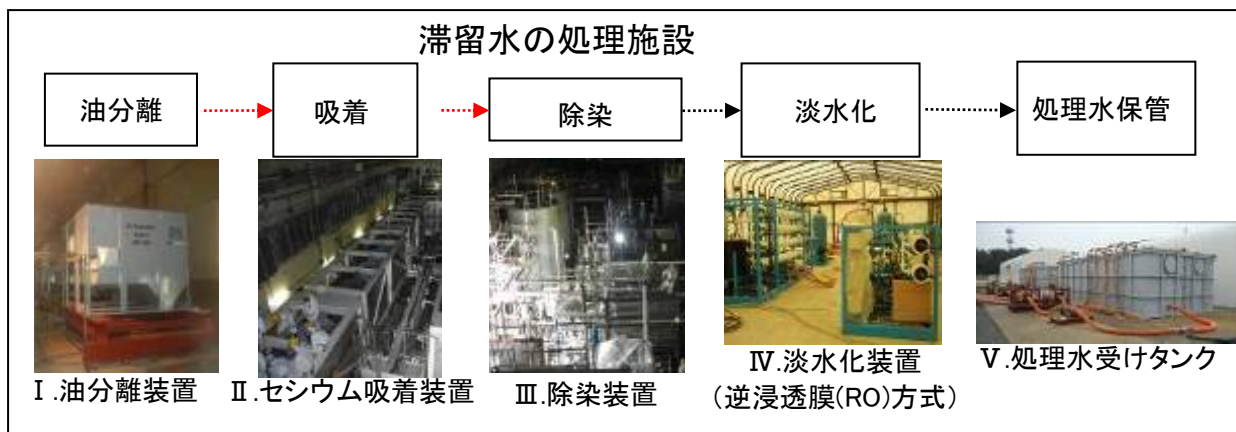 滞留水の処理施設
油分離
吸着
除染
淡水化
処理水保管
Ⅰ.油分離装置
Ⅱ.セシウム吸着装置
Ⅲ.除染装置
Ⅳ.淡水化装置
(逆浸透膜(RO)方式)
Ⅴ.処理水受けタンク